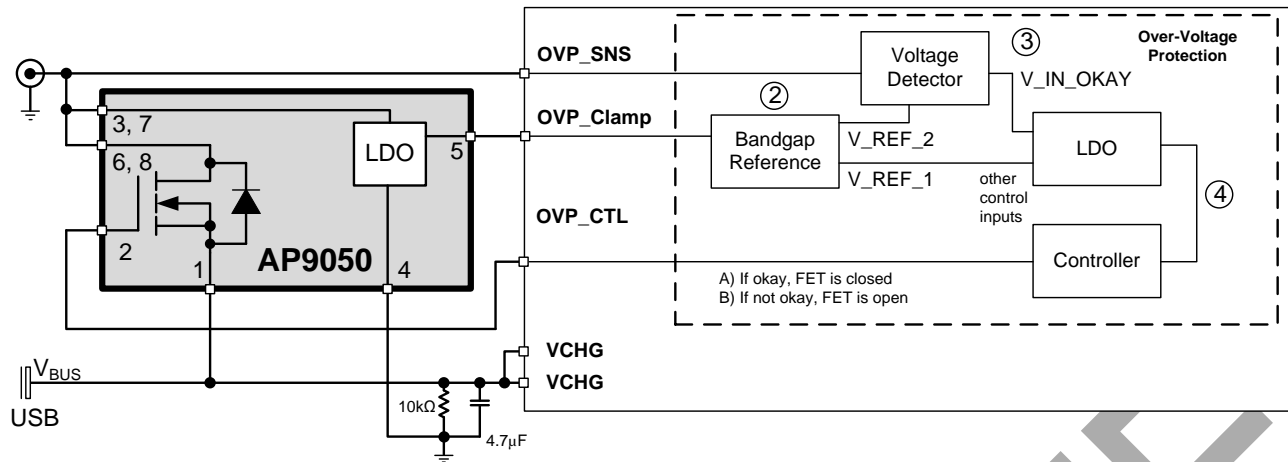 OVP_SNS
Voltage
Detector
③
Over-Voltage
Protection
V_IN_OKAY
3, 7
LDO
5
OVP_Clamp
②
Bandgap
Reference
V_REF_2
V_REF_1
LDO
6, 8
other
control
inputs
④
OVP_CTL
2
1
AP9050
4
Controller
A) If okay, FET is closed
B) If not okay, FET is open
VCHG
VCHG
VBUS
USB
10kΩ
4.7µF